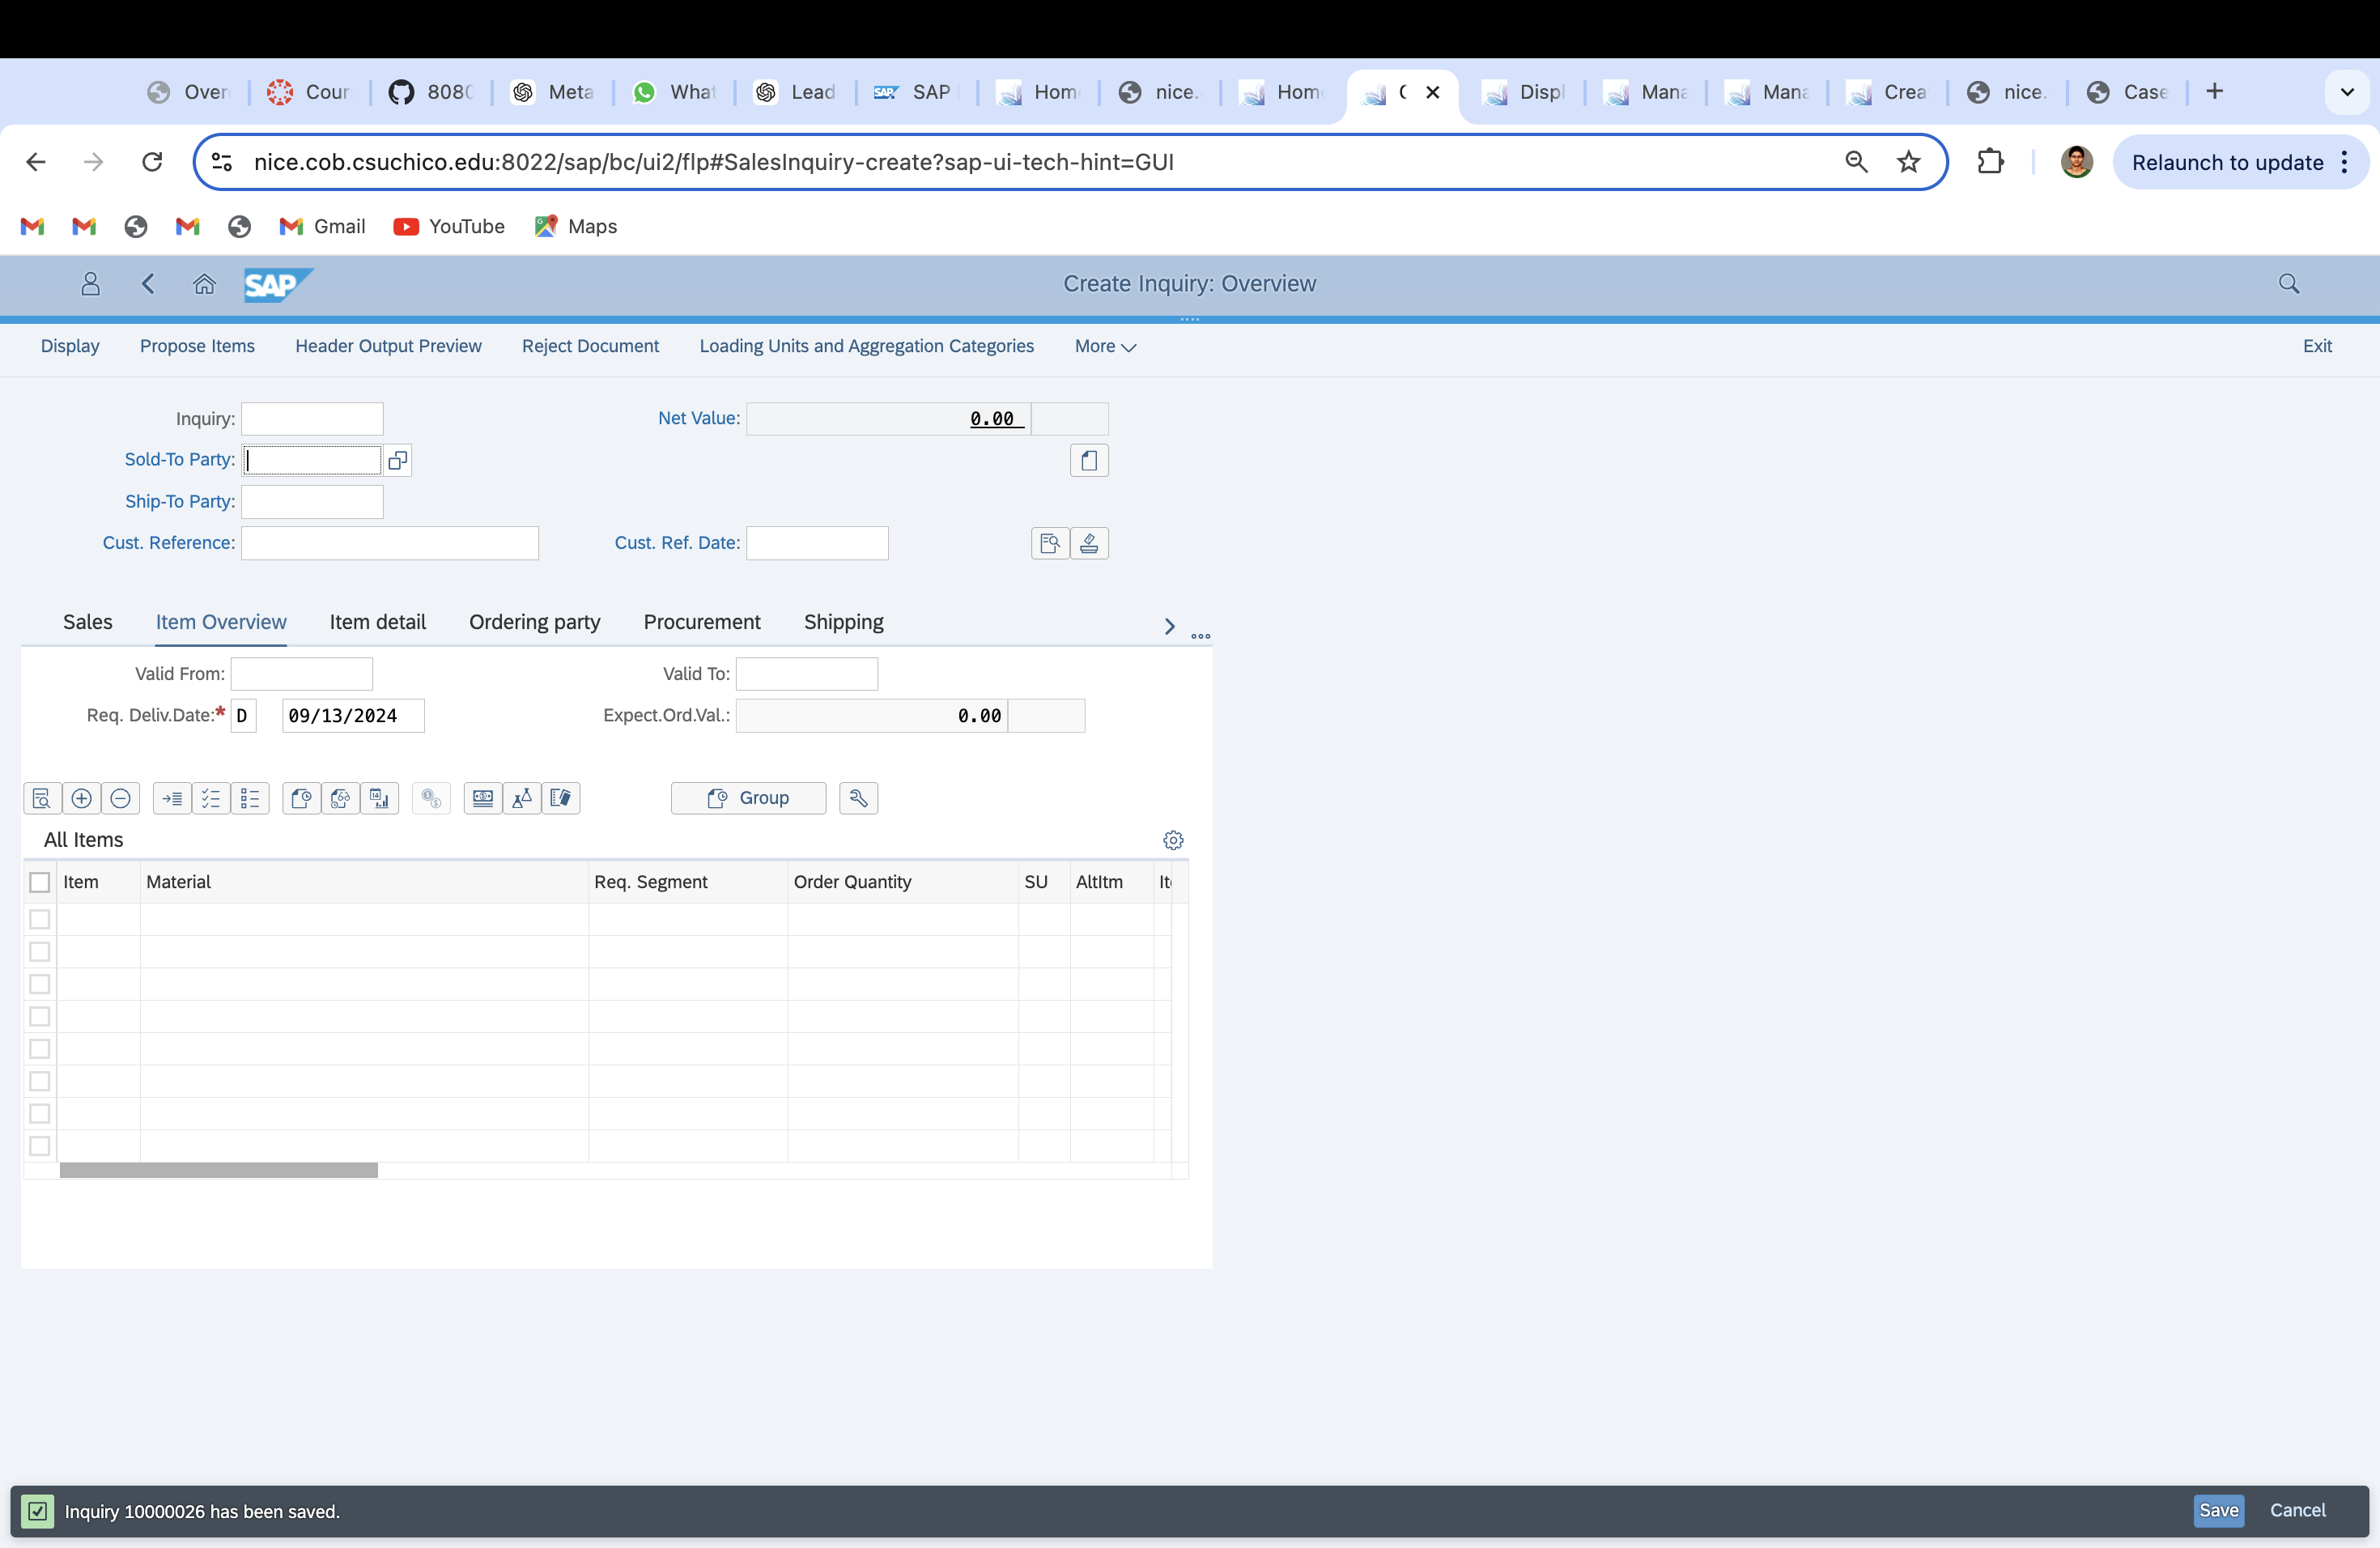 Over
Cour
8080
Meta
What
Lead
SAP
Home
nice.
Home
C
Displ
Mana
Mana
Crea
nice.
Case
nice.cob.csuchico.edu:8022/sap/bc/ui2/flp#SalesInquiry-create?sap-ui-tech-hint=GUI
Relaunch to update
Gmail
YouTube
Maps
SAP
Create Inquiry: Overview
Display
Propose Items
Header Output Preview
Reject Document
Loading Units and Aggregation Categories
More
Exit
Inquiry:
Net Value:
0.00
Sold-To Party:
Ship-To Party:
Cust. Reference:
Cust. Ref. Date:
Sales
Item Overview
Item detail
Ordering party
Procurement
Shipping
Valid From:
Valid To:
Req. Deliv.Date:*
D
09/13/2024
Expect.Ord.Val.:
0.00
Group
All Items
Item
Material
Req. Segment
Order Quantity
SU
AltItm
It
Inquiry 10000026 has been saved.
Save
Cancel